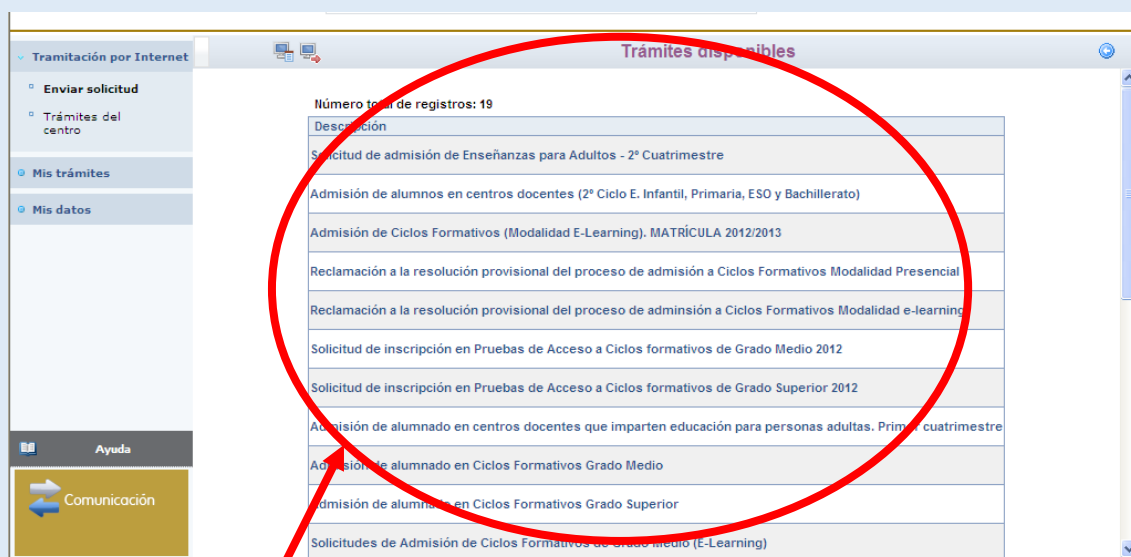 Tramitación por Internet
Enviar solicitud
Trámites del
centro
Mis trámites
Mis datos
Ayuda
Comunicación
Trámites disponibles
Número total de registros: 19
Descripción
Solicitud de admisión de Enseñanzas para Adultos - 2º Cuatrimestre
Admisión de alumnos en centros docentes (2º Ciclo E. Infantil, Primaria, ESO y Bachillerato)
Admisión de Ciclos Formativos (Modalidad E-Learning). MATRÍCULA 2012/2013
Reclamación a la resolución provisional del proceso de admisión a Ciclos Formativos Modalidad Presencial
Reclamación a la resolución provisional del proceso de adminsión a Ciclos Formativos Modalidad e-learning
Solicitud de inscripción en Pruebas de Acceso a Ciclos formativos de Grado Medio 2012
Solicitud de inscripción en Pruebas de Acceso a Ciclos formativos de Grado Superior 2012
Admisión de alumnado en centros docentes que imparten educación para personas adultas. Primer cuatrimestre
Admisión de alumnado en Ciclos Formativos Grado Medio
Admisión de alumnado en Ciclos Formativos Grado Superior
Solicitudes de Admisión de Ciclos Formativos de Grado Medio (E-Learning)